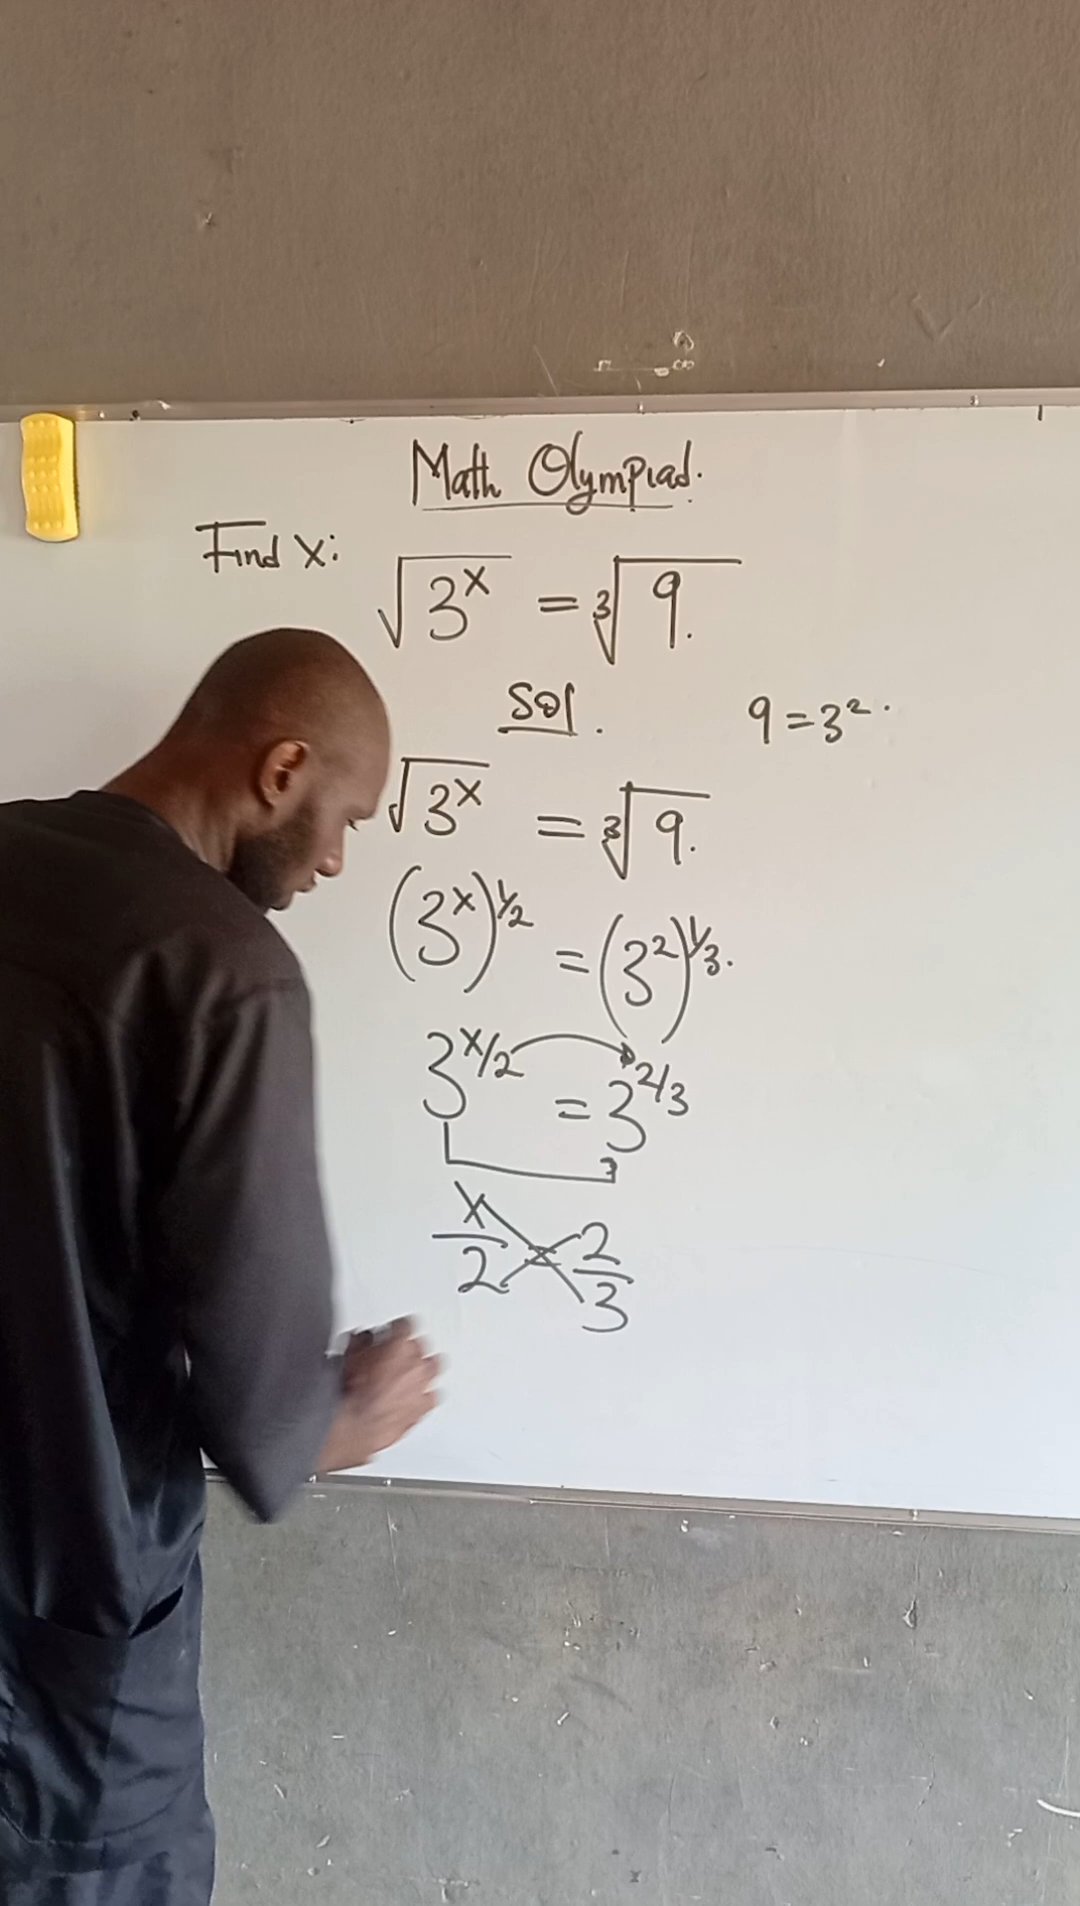 Math Olympiad.
Find x:
√3^x = ∛9.
Sol.
9 = 3².
√3^x = ∛9.
(3^x)^1/2 = (3²)^1/3.
3^x/2 = 3^2/3
x/2 = 2/3